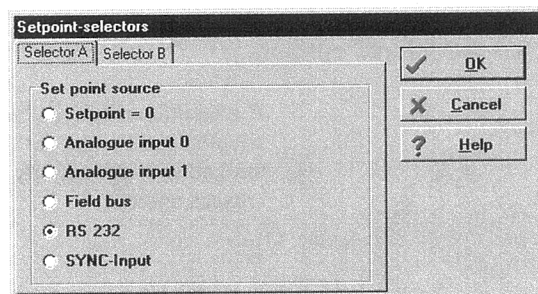 Setpoint-selectors
Selector A Selector B
Set point source
Setpoint = 0
Analogue input 0
Analogue input 1
Field bus
RS 232
SYNC-Input
OK
Cancel
Help